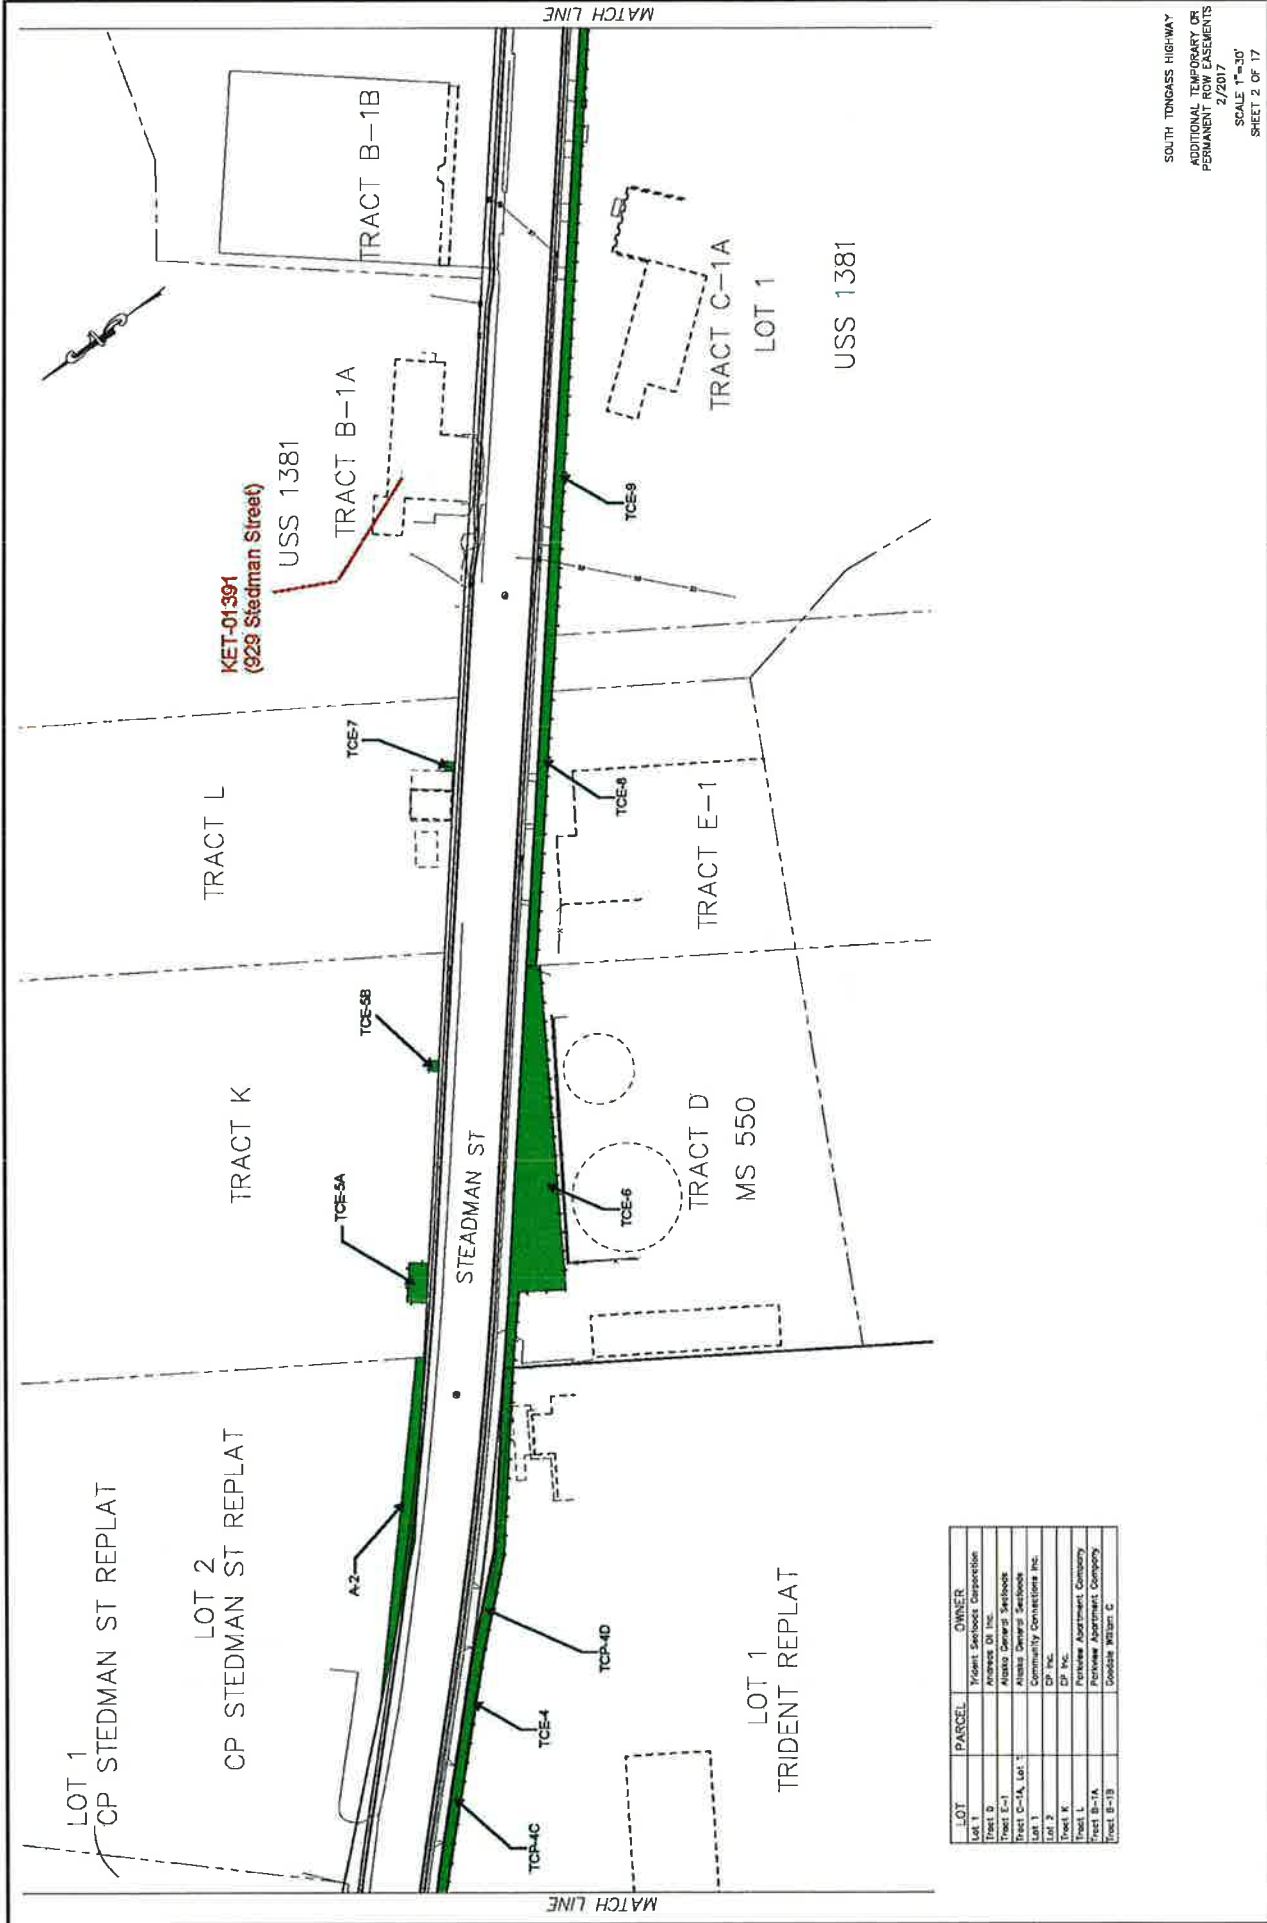 MATCH LINE
LOT 1
CP STEDMAN ST REPLAT
LOT 2
CP STEDMAN ST REPLAT
TRACT K
TRACT L
KET-01391
(929 Stedman Street)
USS 1381
TRACT B-1A
TRACT B-1B
A-2
TCE-5A
TCE-5B
TCE-7
STEADMAN ST
TCP-4C
TCE-4
TCP-4D
TCE-6
TCE-8
TCE-9
LOT 1
TRIDENT REPLAT
TRACT D
MS 550
TRACT E-1
TRACT C-1A
LOT 1
USS 1381
MATCH LINE
LOT PARCEL OWNER
Lot 1 Trident Seafoods Corporation
Tract D Andreas Oil Inc.
Tract E-1 Alaska General Seafoods
Tract C-1A, Lot 1 Alaska General Seafoods
Lot 1 Community Connections Inc.
Lot 2 CP Inc.
Tract K CP Inc.
Tract L Parkview Apartment Company
Tract B-1A Parkview Apartment Company
Tract B-1B William C
SOUTH TONGASS HIGHWAY
ADDITIONAL TEMPORARY OR
PERMANENT ROW EASEMENTS
2/2017
SCALE 1"=30'
SHEET 2 OF 17